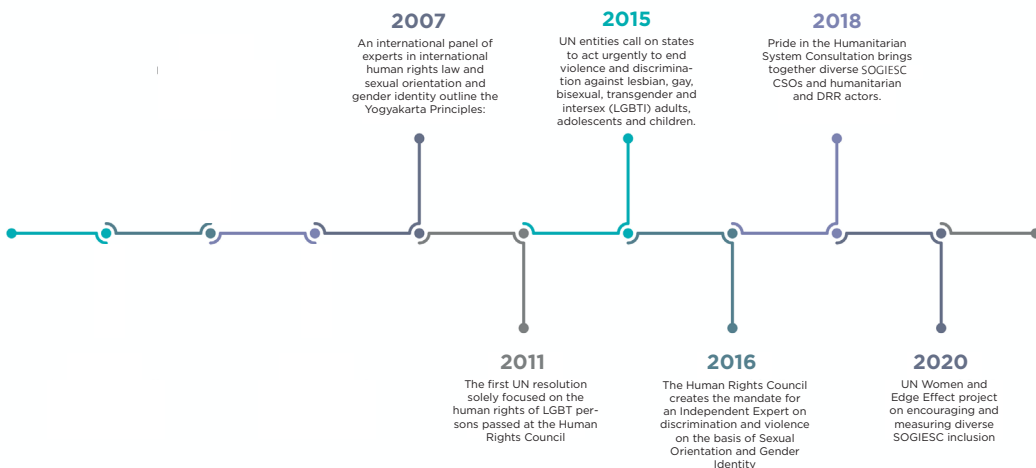 2007
An international panel of
experts in international
human rights law and
sexual orientation and
gender identity outline the
Yogyakarta Principles:
2015
UN entities call on states
to act urgently to end
violence and discrimina-
tion against lesbian, gay,
bisexual, transgender and
intersex (LGBTI) adults,
adolescents and children.
2018
Pride in the Humanitarian
System Consultation brings
together diverse SOGIESC
CSOs and humanitarian
and DRR actors.
2011
The first UN resolution
solely focused on the
human rights of LGBT per-
sons passed at the Human
Rights Council
2016
The Human Rights Council
creates the mandate for
an Independent Expert on
discrimination and violence
on the basis of Sexual
Orientation and Gender
Identity
2020
UN Women and
Edge Effect project
on encouraging and
measuring diverse
SOGIESC inclusion